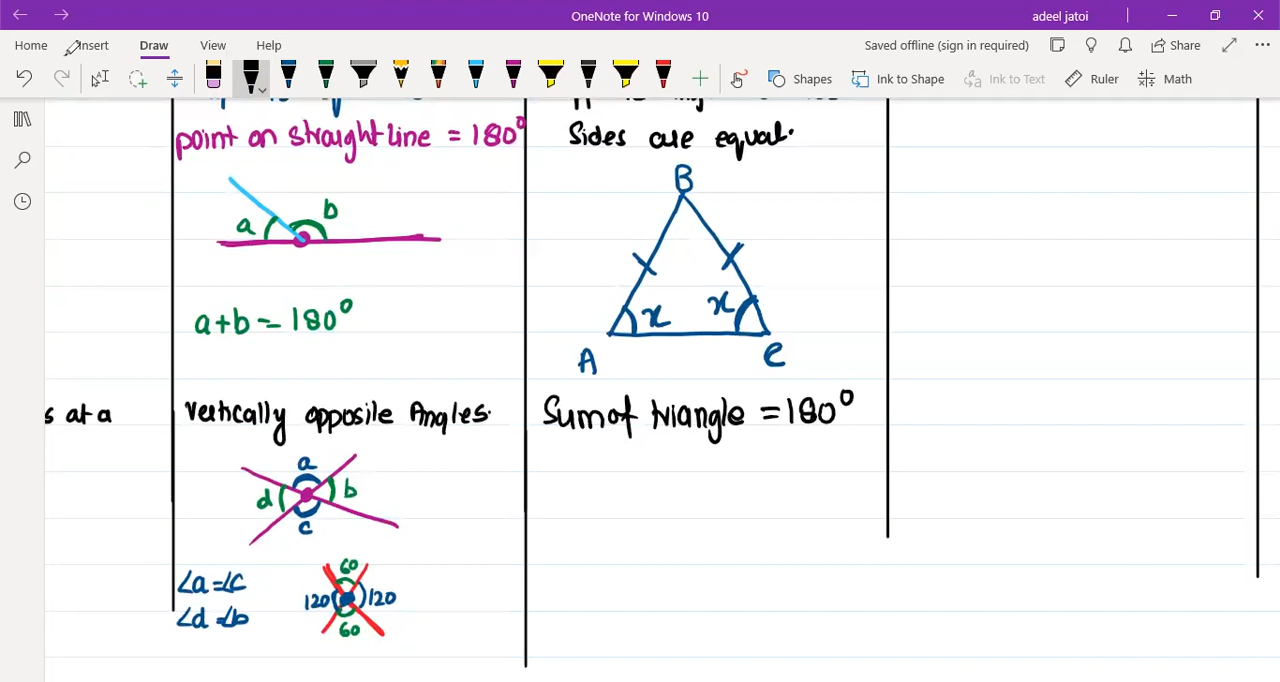 OneNote for Windows 10
adeel jatoi
Home Insert Draw View Help
Saved offline (sign in required)
Share
Shapes
Ink to Shape
Ink to Text
Ruler
Math
point on straight line = 180°
a
b
a+b = 180°
s at a
Vertically opposite Angles.
a
d
b
c
∠a=∠c
∠d=∠b
60
120
120
60
Sides are equal.
B
x
x
A
C
Sum of triangle = 180°